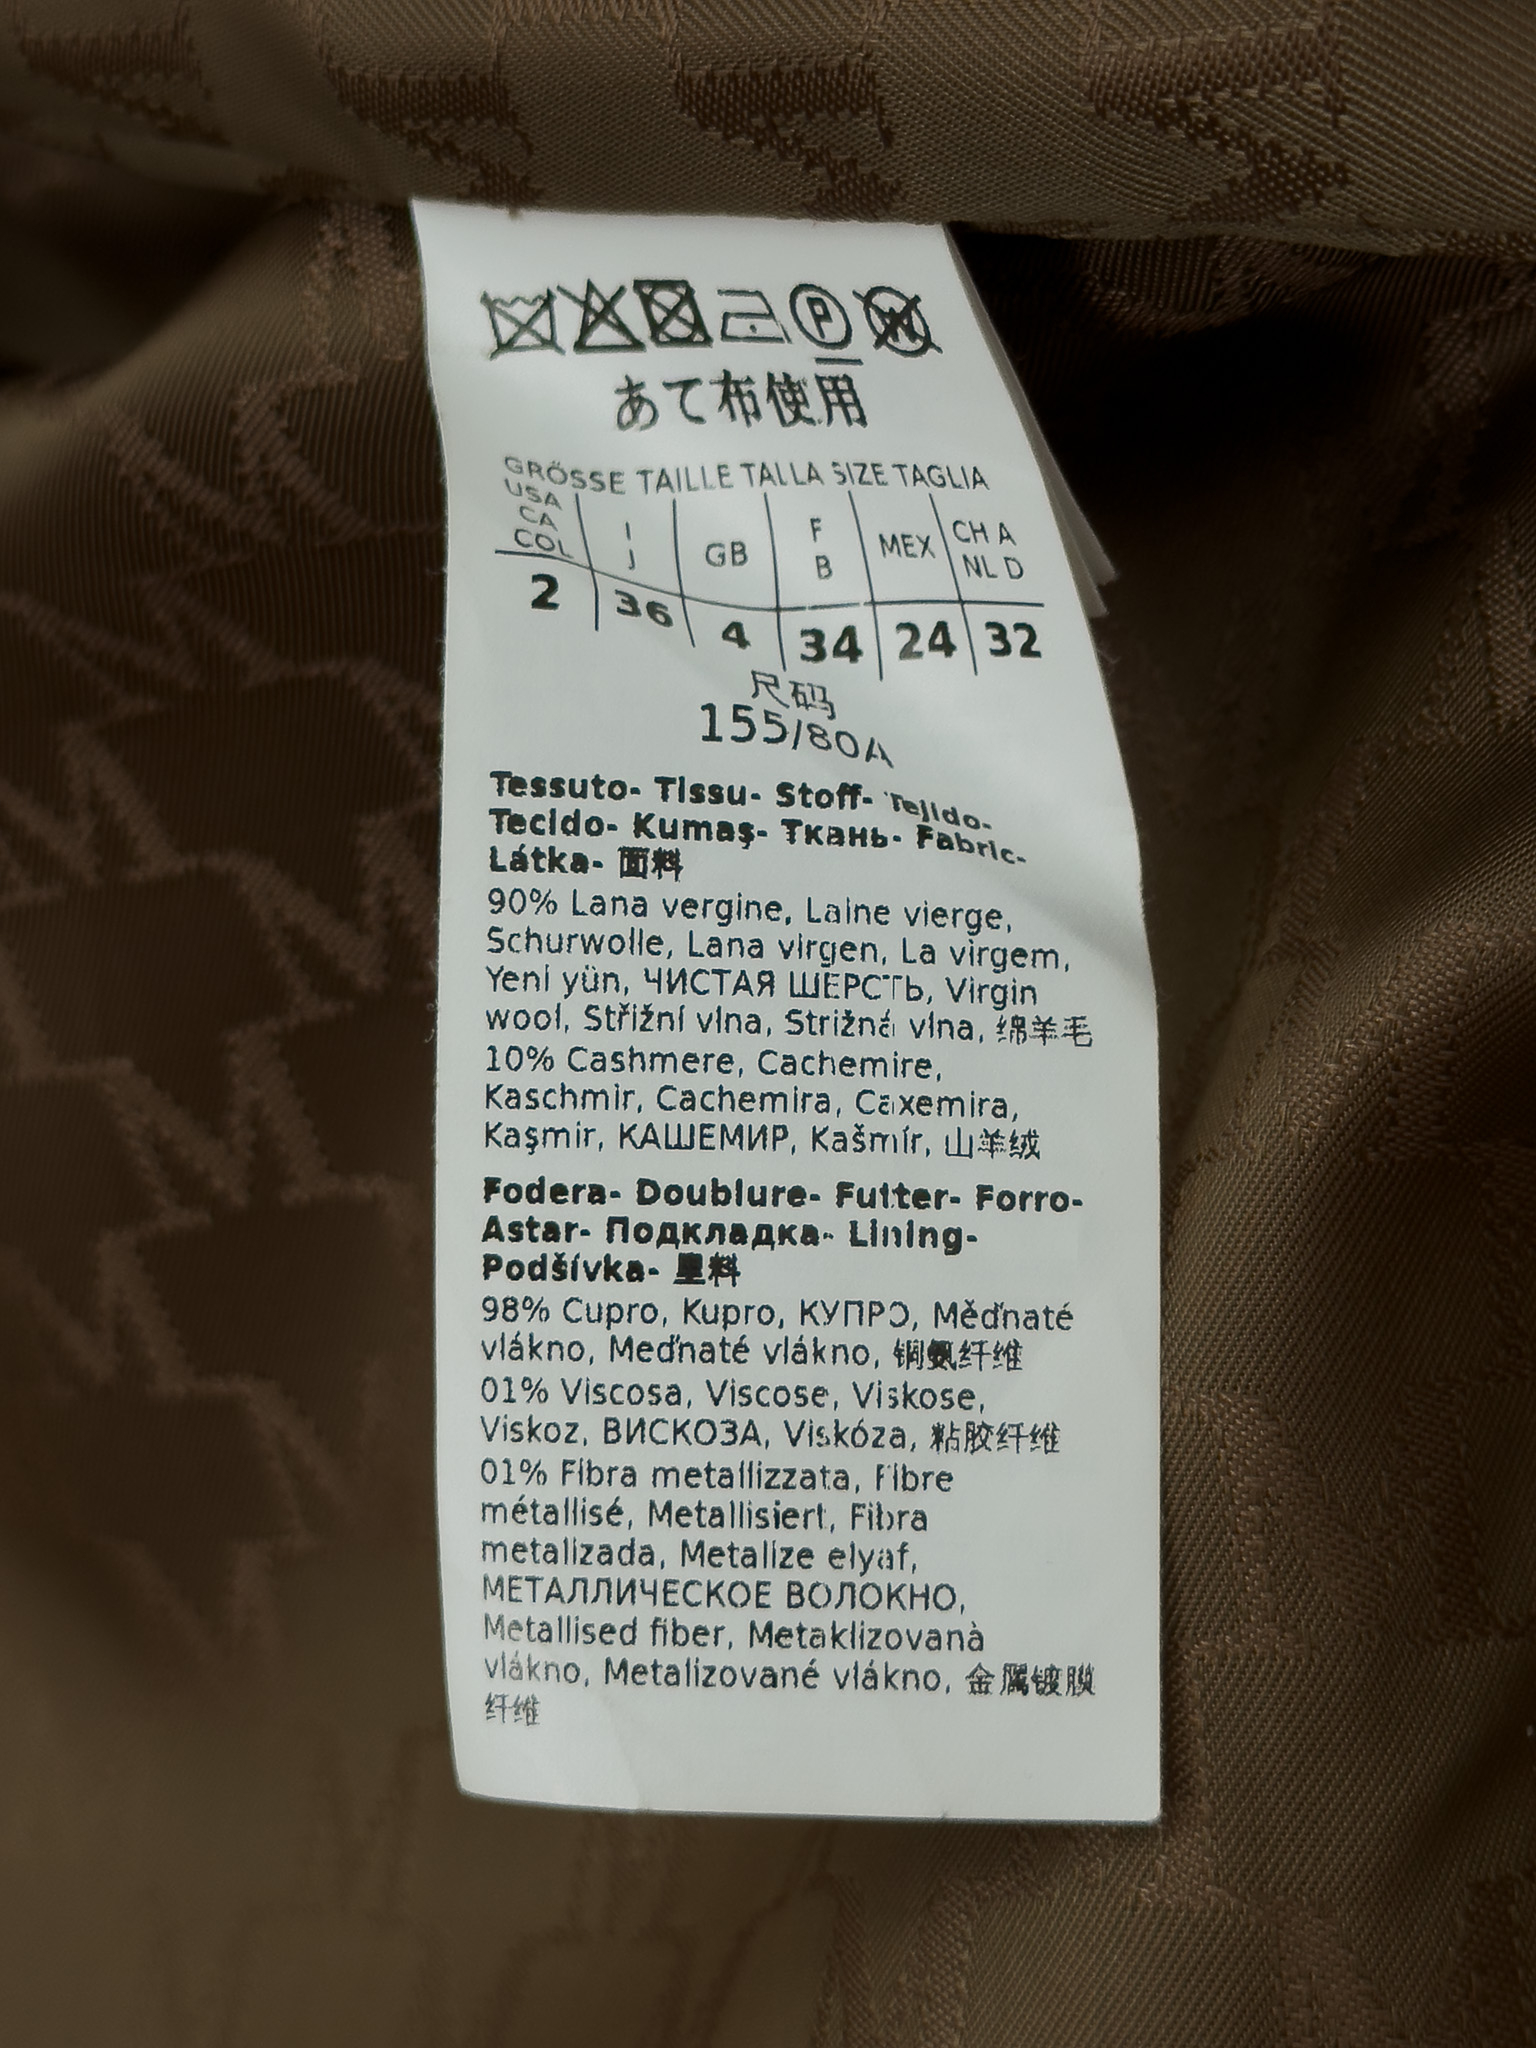 P W
あて布使用
GRÖSSE TAILLE TALLA SIZE TAGLIA
USA CA COL I J GB F B MEX CH A NL D
2 36 4 34 24 32
尺码
155/80A
Tessuto- Tissu- Stoff- Tejido-
Tecido- Kumaş- Ткань- Fabric-
Látka- 面料
90% Lana vergine, Laine vierge,
Schurwolle, Lana virgen, La virgem,
Yeni yün, ЧИСТАЯ ШЕРСТЬ, Virgin
wool, Střižní vlna, Strižná vlna, 绵羊毛
10% Cashmere, Cachemire,
Kaschmir, Cachemira, Caxemira,
Kaşmir, КАШЕМИР, Kašmír, 山羊绒
Fodera- Doublure- Futter- Forro-
Astar- Подкладка- Lining-
Podšívka- 里料
98% Cupro, Kupro, КУПРО, Měďnaté
vlákno, Meďnaté vlákno, 铜氨纤维
01% Viscosa, Viscose, Viskose,
Viskoz, ВИСКОЗА, Viskóza, 粘胶纤维
01% Fibra metallizzata, Fibre
métallisé, Metallisiert, Fibra
metalizada, Metalize elyaf,
МЕТАЛЛИЧЕСКОЕ ВОЛОКНО,
Metallised fiber, Metaklizovanà
vlákno, Metalizované vlákno, 金属镀膜
纤维